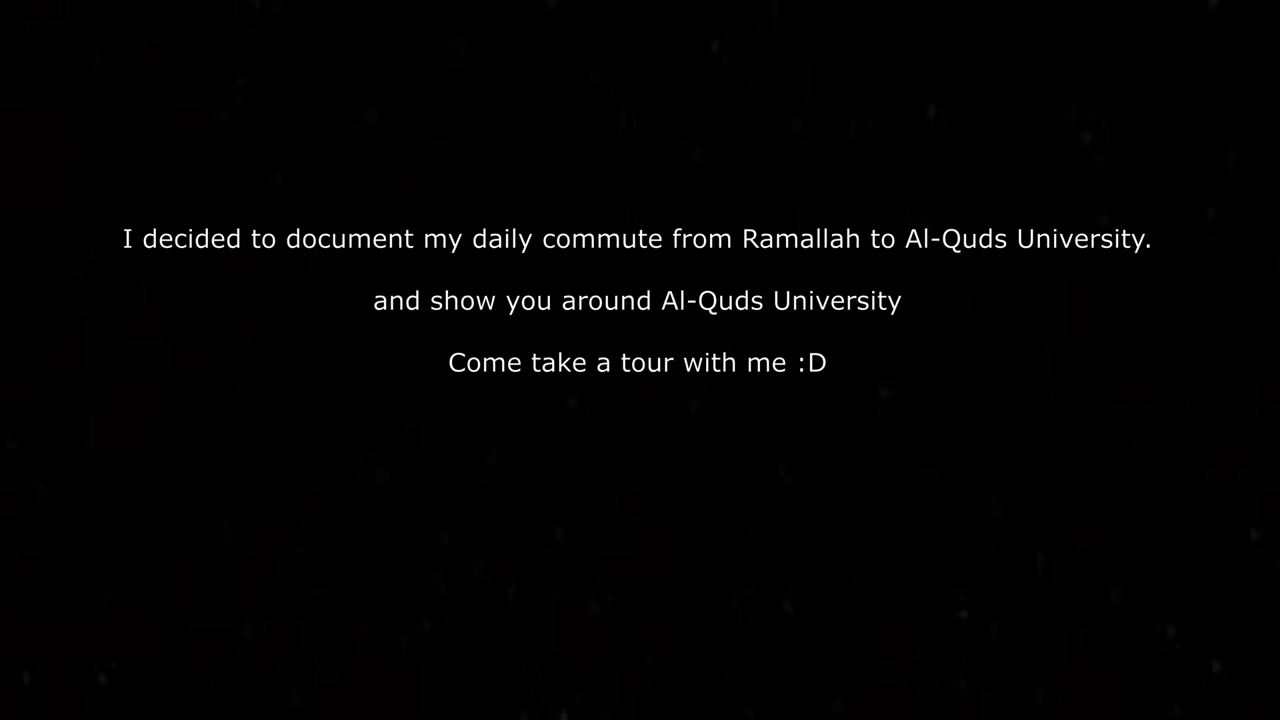 I decided to document my daily commute from Ramallah to Al-Quds University.
and show you around Al-Quds University
Come take a tour with me :D